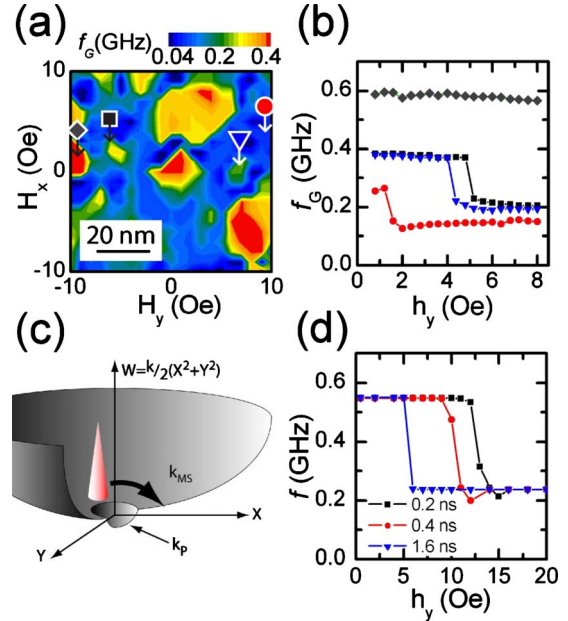 (a)
f_G(GHz)
0.04 0.2 0.4
10
0
-10
H_x (Oe)
20 nm
-10 0 10
H_y (Oe)
(b)
0.6
0.4
0.2
0.0
f_G (GHz)
0 2 4 6 8
h_y (Oe)
(c)
W=k/2(X²+Y²)
k_MS
X
Y
k_P
(d)
0.6
0.4
0.2
0.0
f (GHz)
0.2 ns
0.4 ns
1.6 ns
0 5 10 15 20
h_y (Oe)